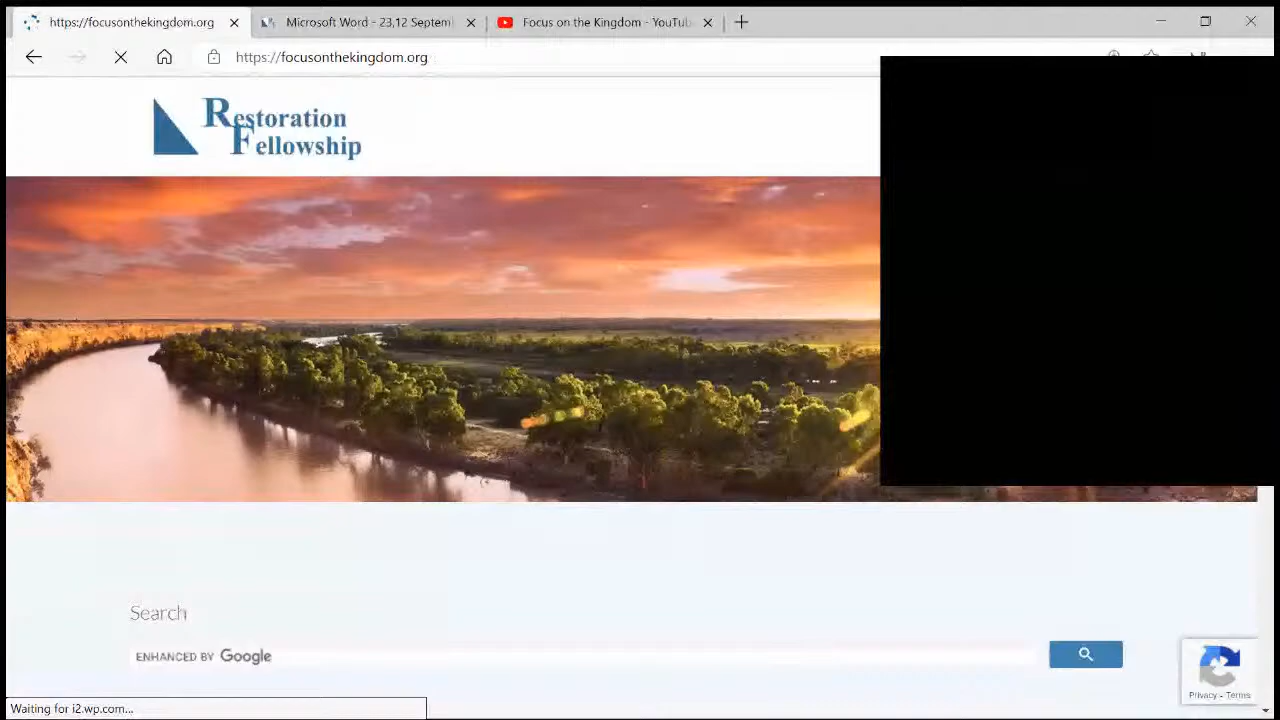 https://focusonthekingdom.org
Microsoft Word - 23,12 Septem
Focus on the Kingdom - YouTu
https://focusonthekingdom.org
Restoration
Fellowship
Search
ENHANCED BY Google
Privacy - Terms
Waiting for i2.wp.com...